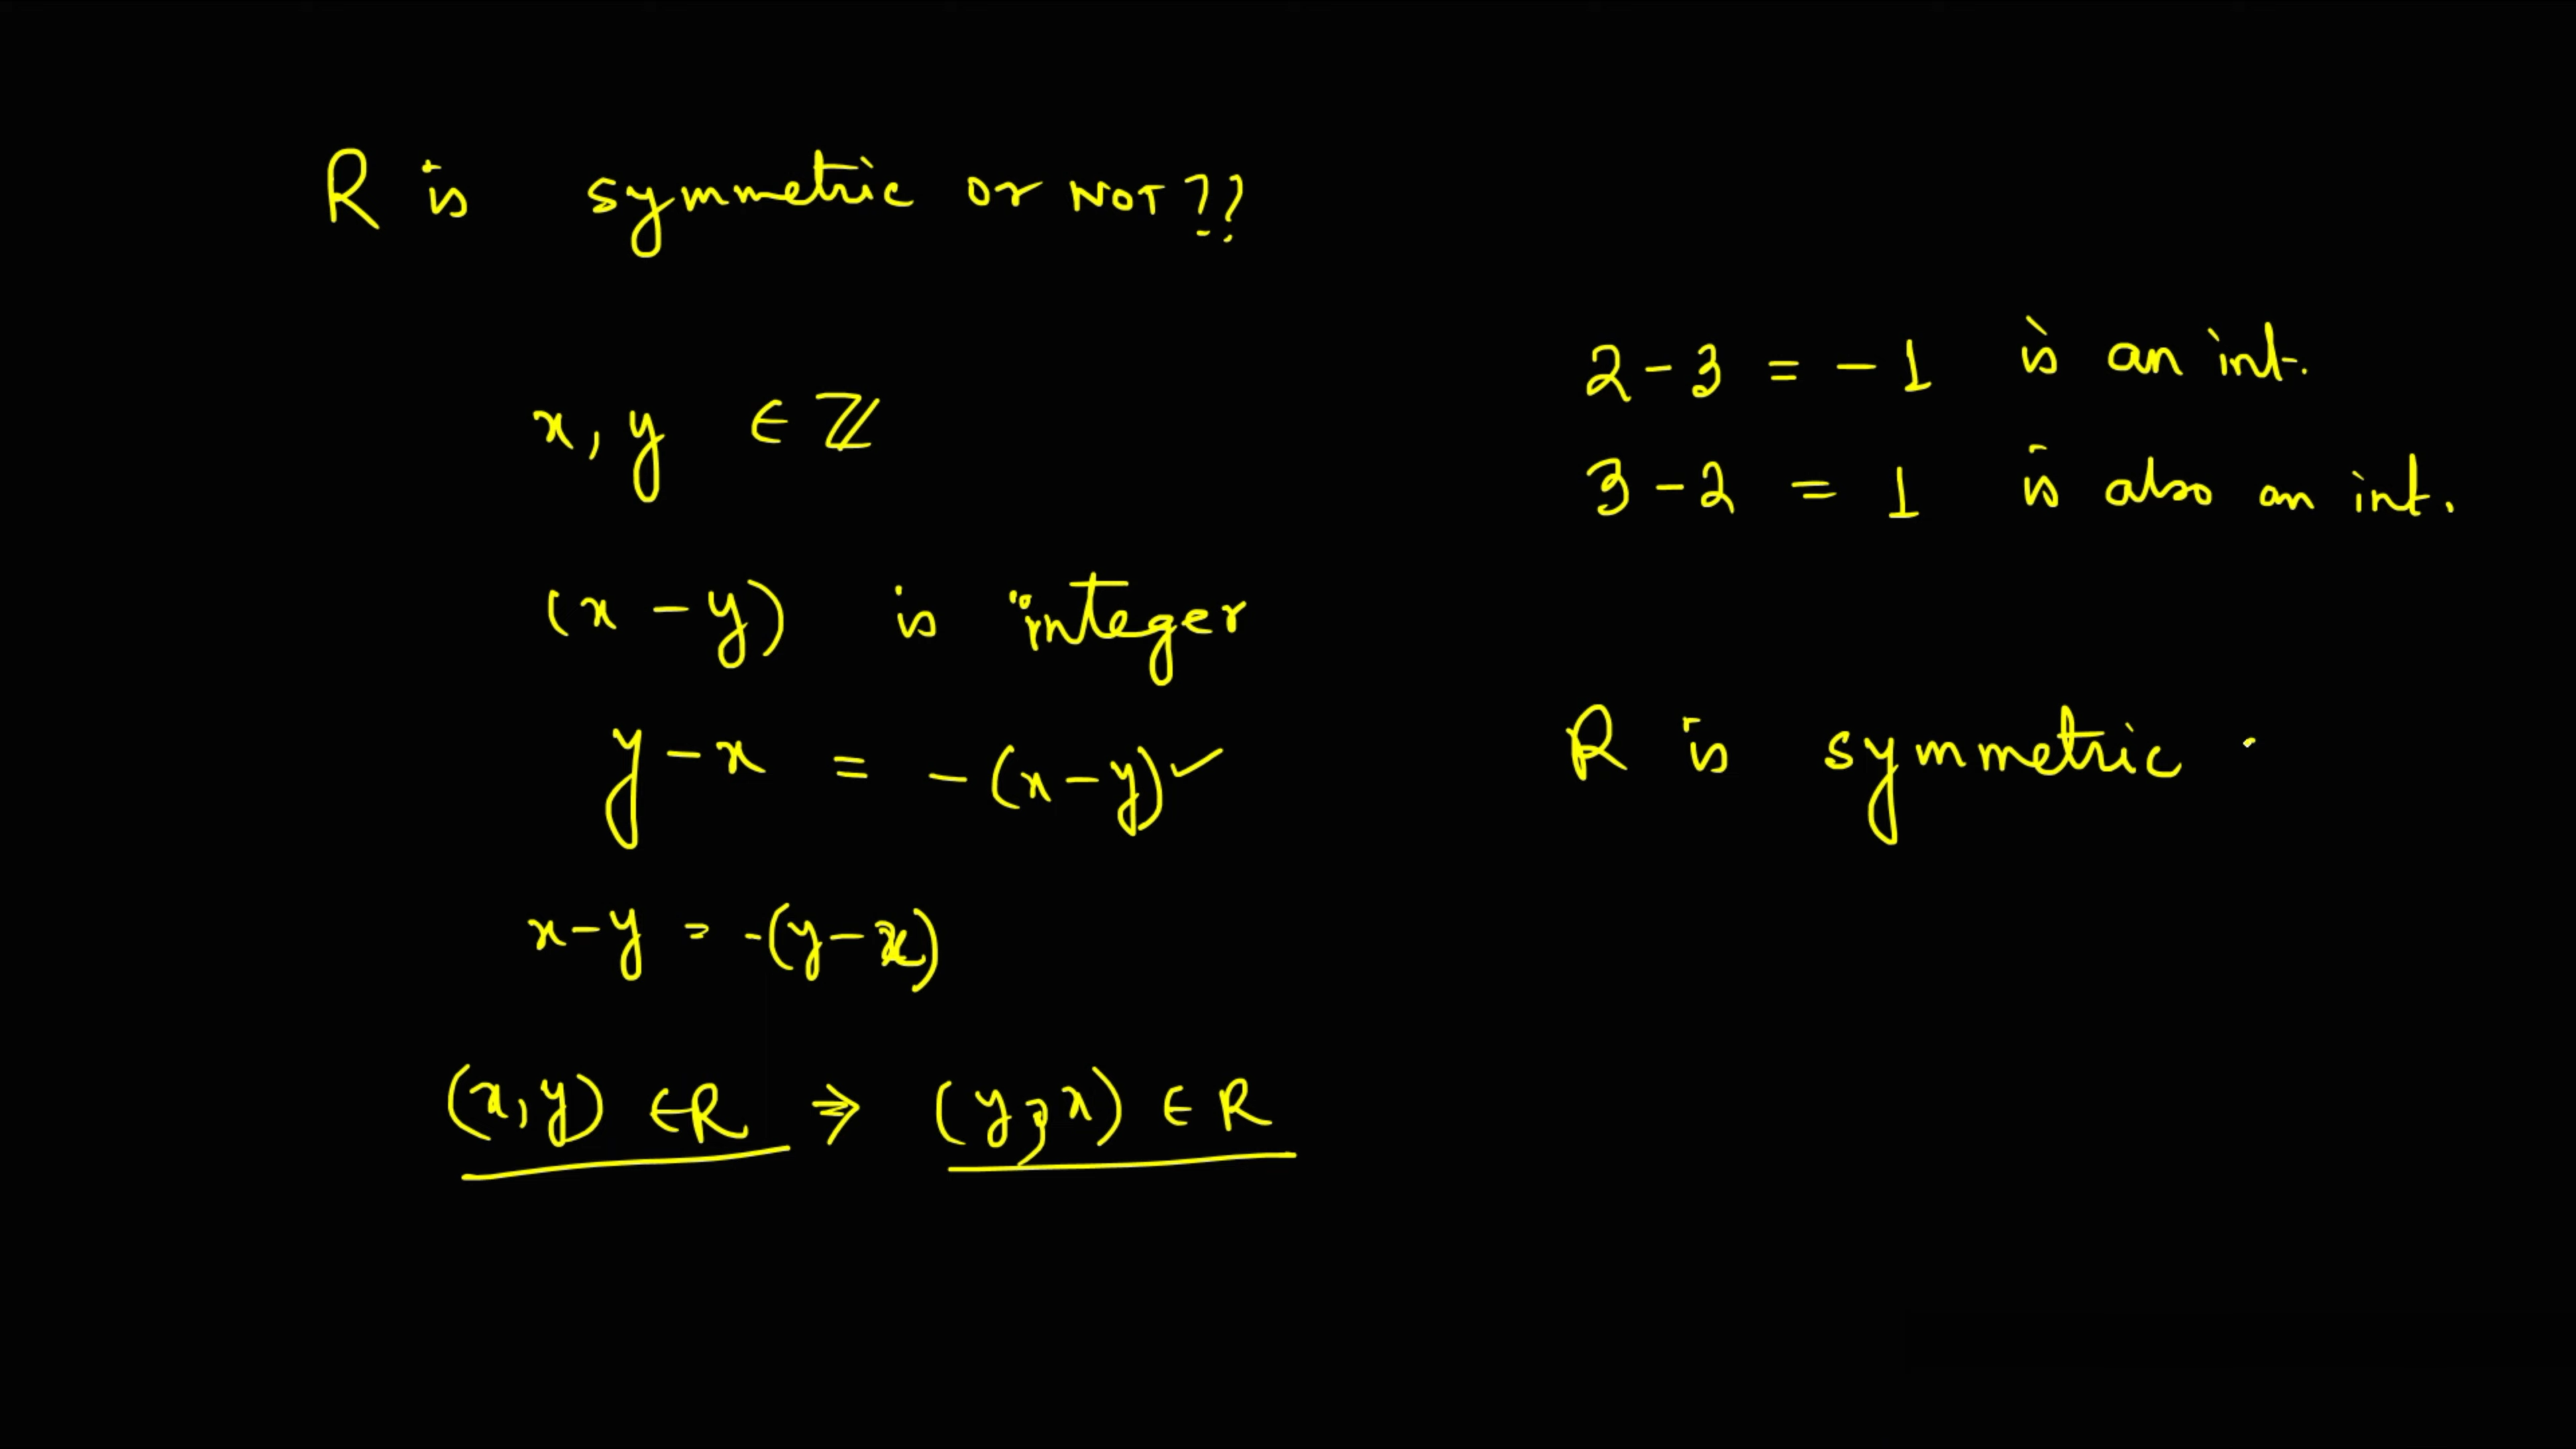 R is symmetric or NOT??
x, y ∈ ℤ
(x - y) is integer
y - x = -(x - y) ✓
x - y = -(y - x)
(x, y) ∈ R ⇒ (y, x) ∈ R
2 - 3 = - 1 is an int.
3 - 2 = 1 is also an int.
R is symmetric .